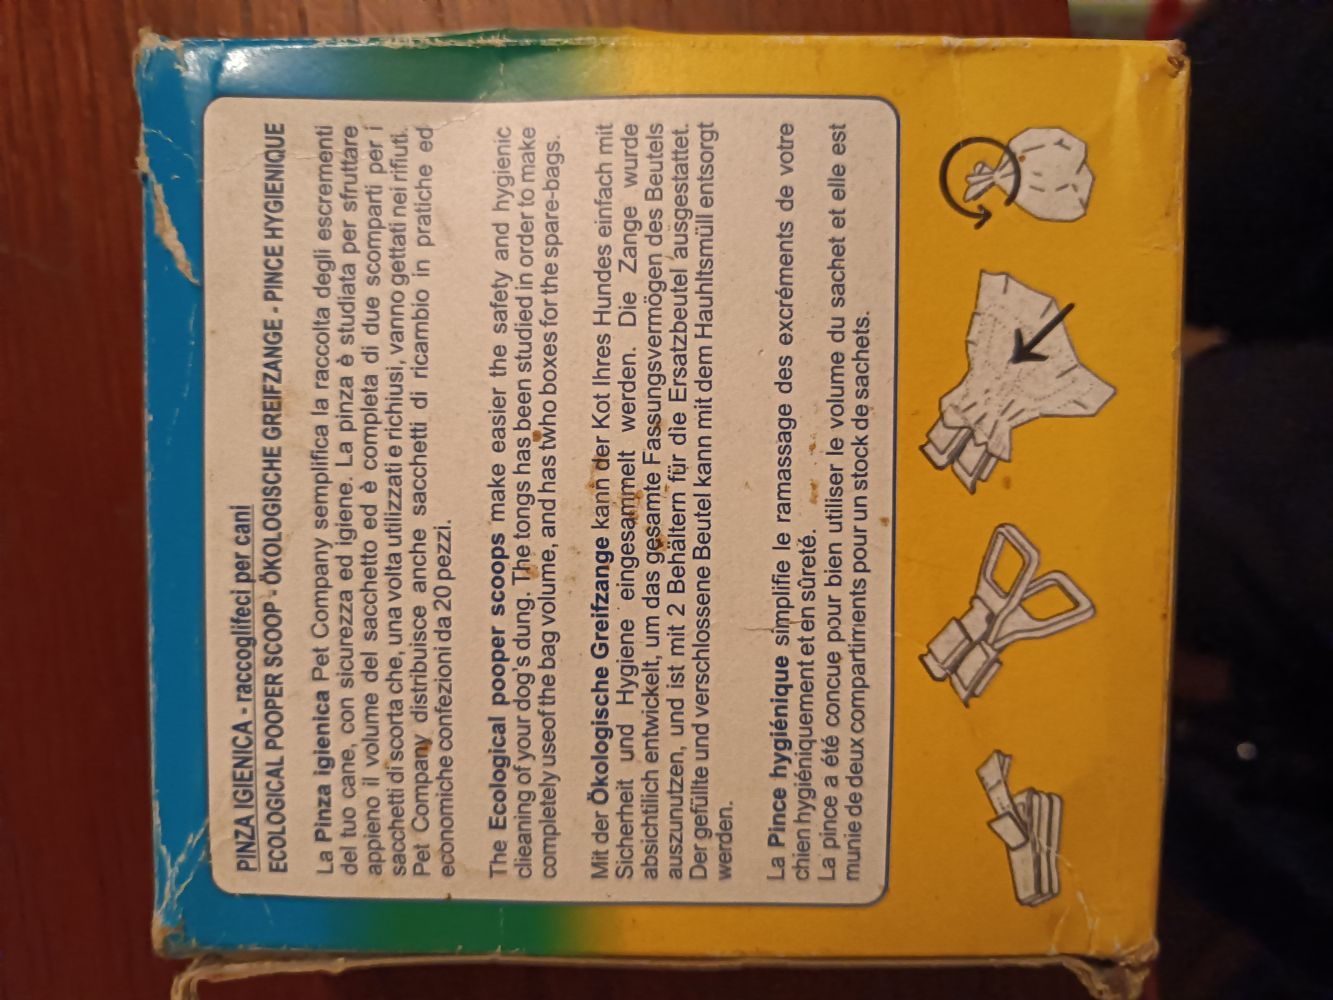 PINZA IGIENICA - raccoglifeci per cani
ECOLOGICAL POOPER SCOOP - ÖKOLOGISCHE GREIFZANGE - PINCE HYGIENIQUE
La Pinza igienica Pet Company semplifica la raccolta degli escrementi
del tuo cane, con sicurezza ed igiene. La pinza è studiata per sfruttare
appieno il volume del sacchetto ed è completa di due scomparti per i
sacchetti di scorta che, una volta utilizzati e richiusi, vanno gettati nei rifiuti.
Pet Company distribuisce anche sacchetti di ricambio in pratiche ed
economiche confezioni da 20 pezzi.
The Ecological pooper scoops make easier the safety and hygienic
clieaning of your dog's dung. The tongs has been studied in order to make
completely useof the bag volume, and has twho boxes for the spare-bags.
Mit der Ökologische Greifzange kann der Kot Ihres Hundes einfach mit
Sicherheit und Hygiene eingesammelt werden. Die Zange wurde
absichtilich entwickelt, um das gesamte Fassungsvermögen des Beutels
auszunutzen, und ist mit 2 Behältern für die Ersatzbeutel ausgestattet.
Der gefüllte und verschlossene Beutel kann mit dem Hauhltsmüll entsorgt
werden.
La Pince hygiénique simplifie le ramassage des excréments de votre
chien hygiéniquement et en sûreté.
La pince a été concue pour bien utiliser le volume du sachet et elle est
munie de deux compartiments pour un stock de sachets.